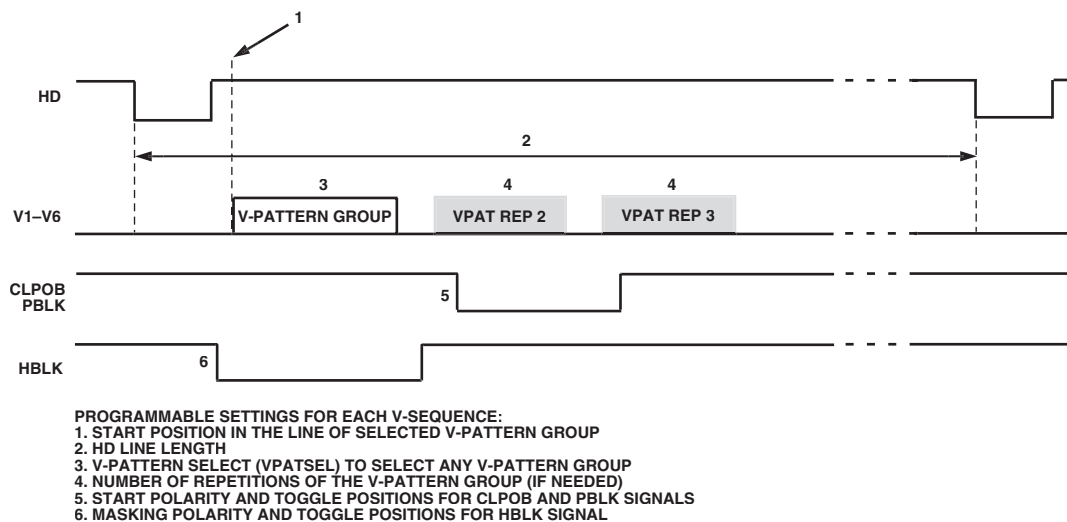 1
HD
2
3 4 4
V1–V6 V-PATTERN GROUP VPAT REP 2 VPAT REP 3
CLPOB
PBLK
5
6
HBLK
PROGRAMMABLE SETTINGS FOR EACH V-SEQUENCE:
1. START POSITION IN THE LINE OF SELECTED V-PATTERN GROUP
2. HD LINE LENGTH
3. V-PATTERN SELECT (VPATSEL) TO SELECT ANY V-PATTERN GROUP
4. NUMBER OF REPETITIONS OF THE V-PATTERN GROUP (IF NEEDED)
5. START POLARITY AND TOGGLE POSITIONS FOR CLPOB AND PBLK SIGNALS
6. MASKING POLARITY AND TOGGLE POSITIONS FOR HBLK SIGNAL